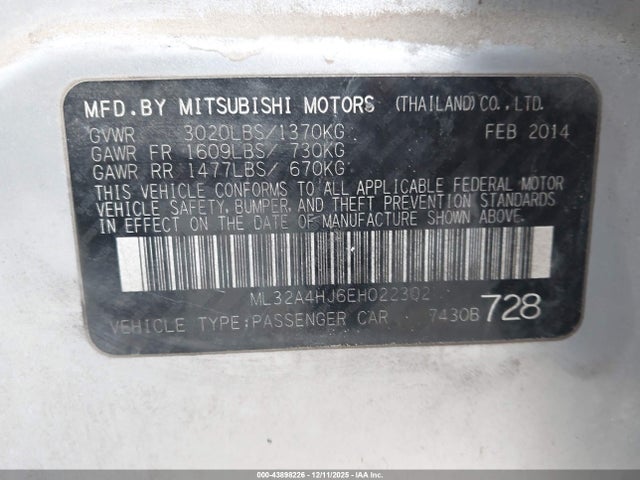 MFD.BY MITSUBISHI MOTORS (THAILAND)CO.,LTD.
GVWR 3020LBS/1370KG FEB 2014
GAWR FR 1609LBS/ 730KG
GAWR RR 1477LBS/ 670KG
THIS VEHICLE CONFORMS TO ALL APPLICABLE FEDERAL MOTOR
VEHICLE SAFETY, BUMPER, AND THEFT PREVENTION STANDARDS
IN EFFECT ON THE DATE OF MANUFACTURE SHOWN ABOVE.
ML32A4HJ6EH022302
VEHICLE TYPE:PASSENGER CAR 7430B 728
000-43898226 - 12/11/2025 - IAAI.CA